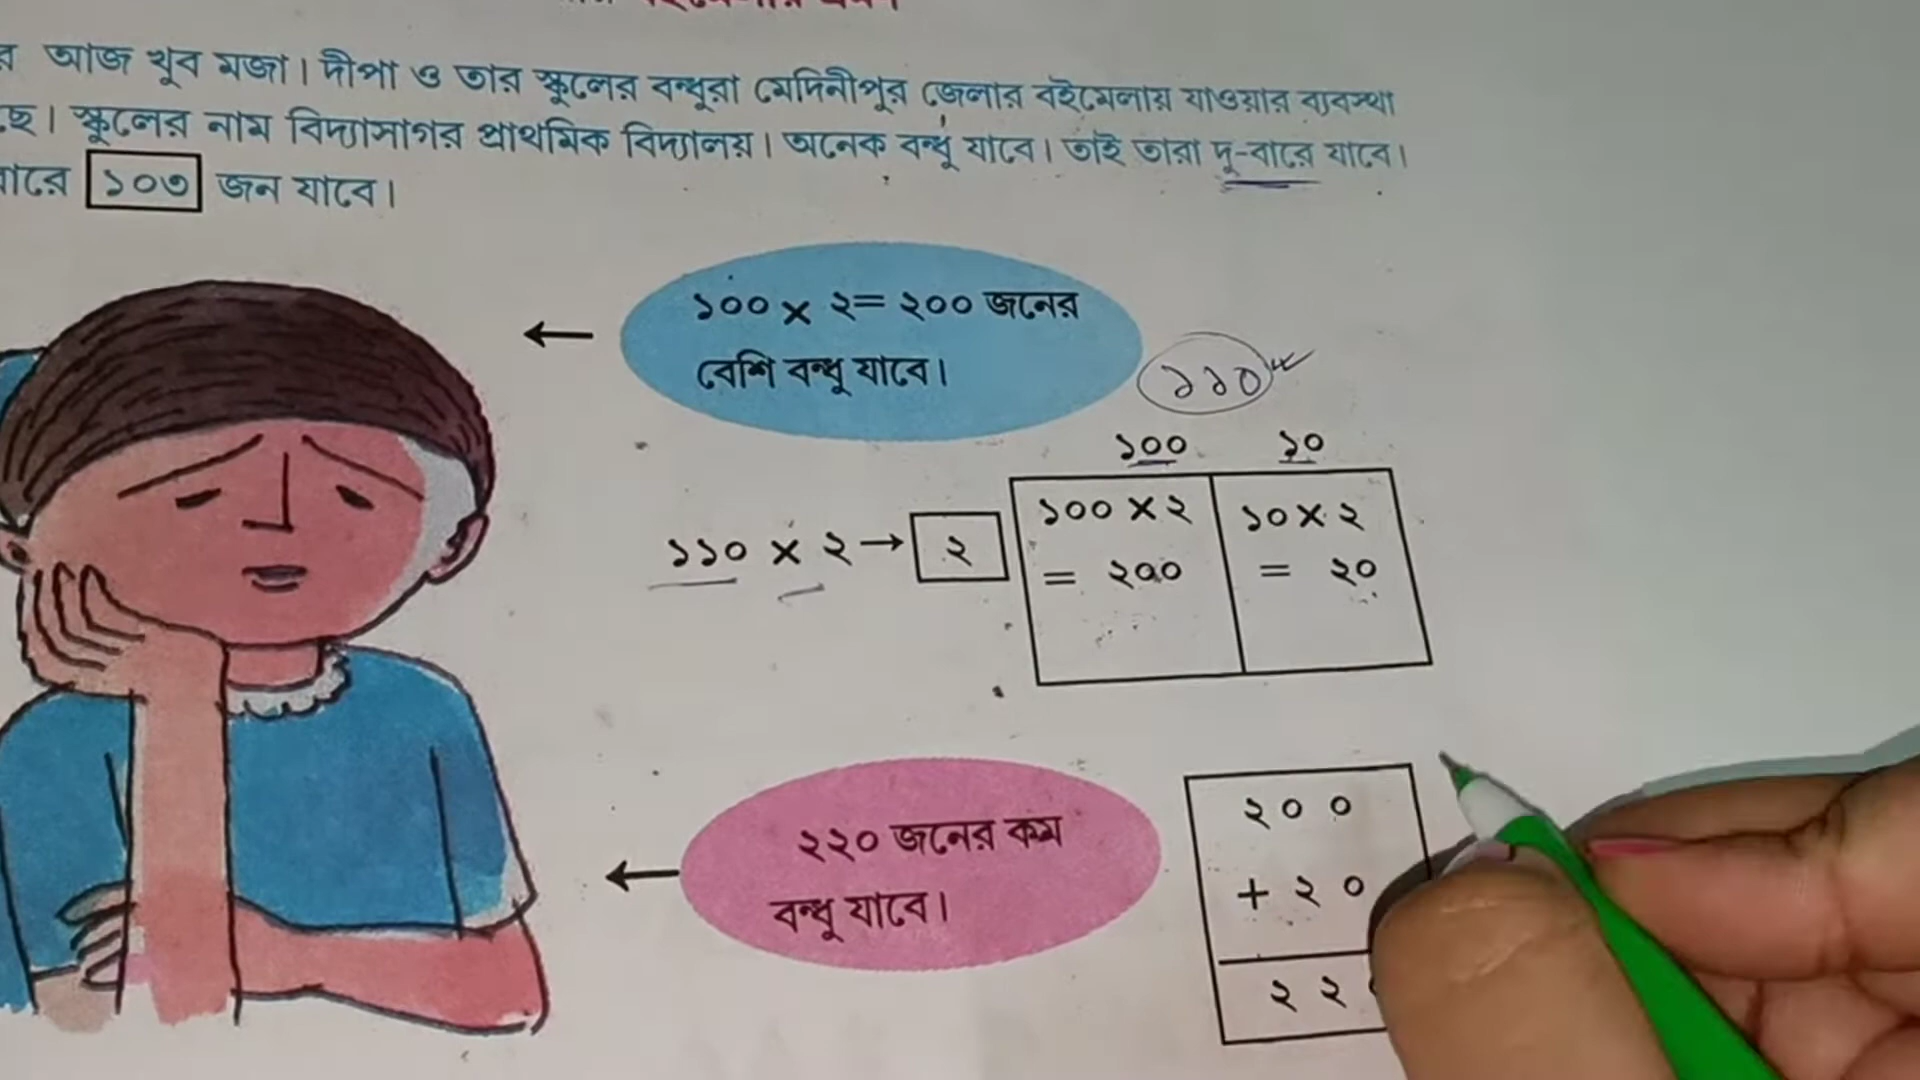 আজ খুব মজা। দীপা ও তার স্কুলের বন্ধুরা মেদিনীপুর জেলার বইমেলায় যাওয়ার ব্যবস্থা
স্কুলের নাম বিদ্যাসাগর প্রাথমিক বিদ্যালয়। অনেক বন্ধু যাবে। তাই তারা দু-বারে যাবে।
১০৩ জন যাবে।
১০০ × ২= ২০০ জনের
বেশি বন্ধু যাবে।
১১০
১০০ ১০
১১০ × ২ → ২
১০০ × ২
= ২০০
১০ × ২
= ২০
২২০ জনের কম
বন্ধু যাবে।
২০০
+ ২০
২২